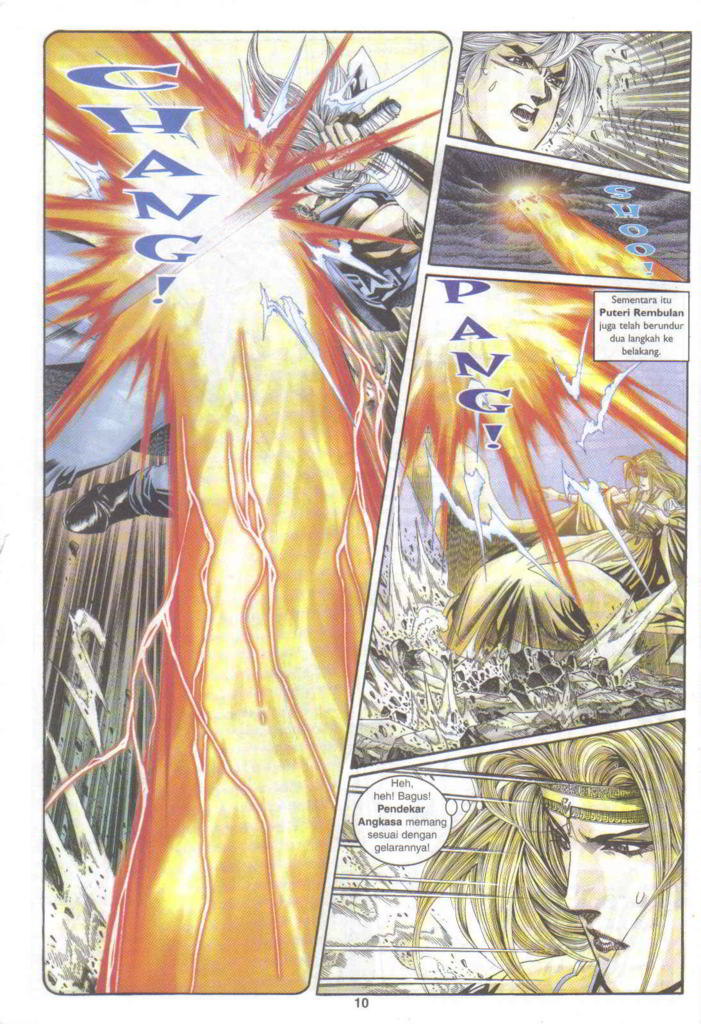 CHANG!
SHOO!
PANG!
Sementara itu
Puteri Rembulan
juga telah berundur
dua langkah ke
belakang.
Heh,
heh! Bagus!
Pendekar
Angkasa memang
sesuai dengan
gelarannya!
10